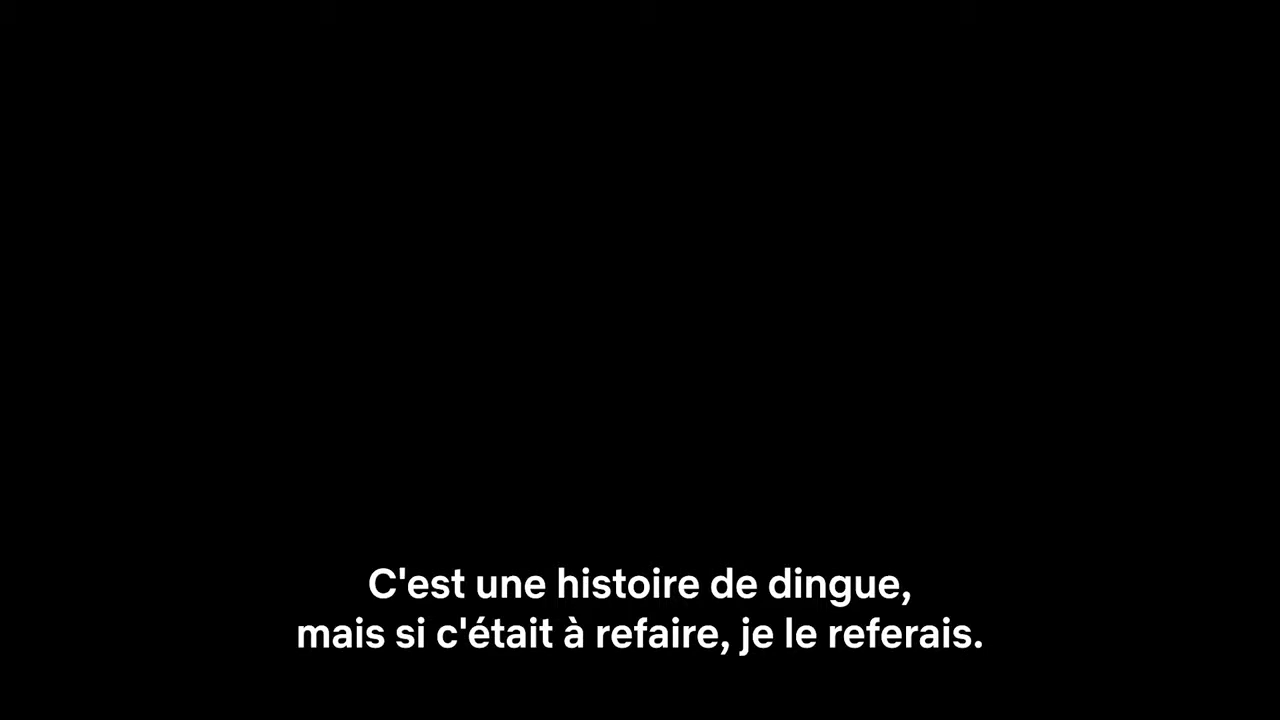 C'est une histoire de dingue,
mais si c'était à refaire, je le referais.